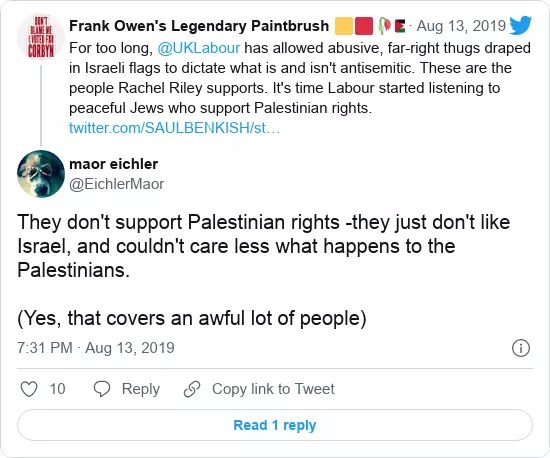 DON'T
BLAME ME
I VOTED FOR
CORBYN
Frank Owen's Legendary Paintbrush 🟨🟥🥀🇵🇸 · Aug 13, 2019
For too long, @UKLabour has allowed abusive, far-right thugs draped
in Israeli flags to dictate what is and isn't antisemitic. These are the
people Rachel Riley supports. It's time Labour started listening to
peaceful Jews who support Palestinian rights.
twitter.com/SAULBENKISH/st…
maor eichler
@EichlerMaor
They don't support Palestinian rights -they just don't like
Israel, and couldn't care less what happens to the
Palestinians.
(Yes, that covers an awful lot of people)
7:31 PM · Aug 13, 2019
10 Reply Copy link to Tweet
Read 1 reply